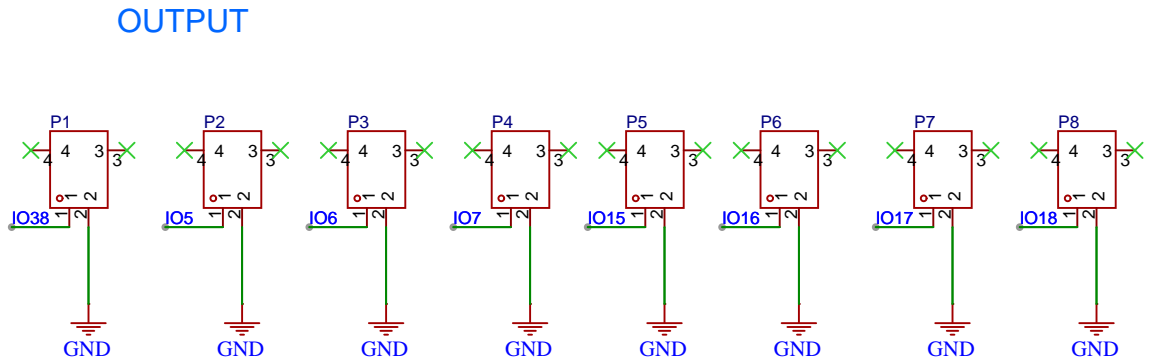 OUTPUT
P1 P2 P3 P4 P5 P6 P7 P8
4 4 3 3 4 4 3 3 4 4 3 3 4 4 3 3 4 4 3 3 4 4 3 3 4 4 3 3 4 4 3 3
1 2 1 2 1 2 1 2 1 2 1 2 1 2 1 2
IO38 1 2 IO5 1 2 IO6 1 2 IO7 1 2 IO15 1 2 IO16 1 2 IO17 1 2 IO18 1 2
GND GND GND GND GND GND GND GND